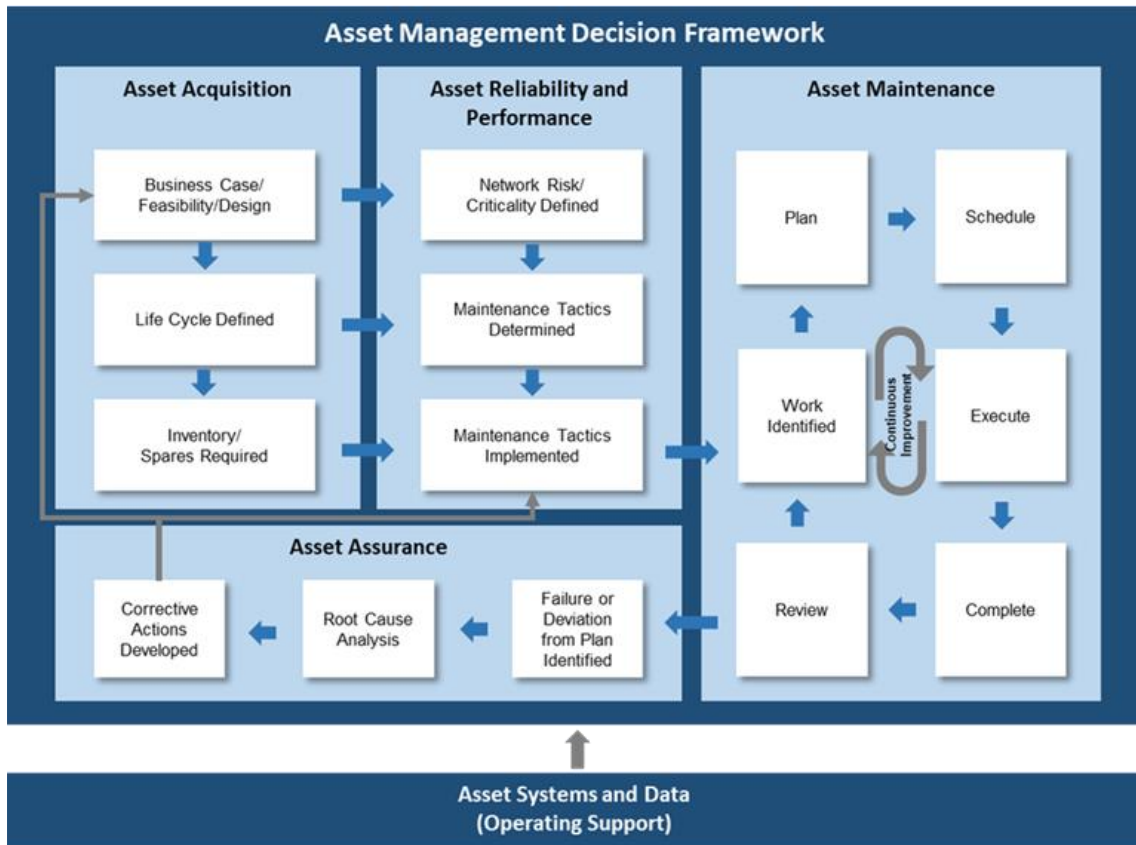 Asset Management Decision Framework
Asset Acquisition
Business Case/
Feasibility/Design
Life Cycle Defined
Inventory/
Spares Required
Asset Reliability and
Performance
Network Risk/
Criticality Defined
Maintenance Tactics
Determined
Maintenance Tactics
Implemented
Asset Maintenance
Plan
Schedule
Work
Identified
Continuous
Improvement
Execute
Review
Complete
Asset Assurance
Corrective
Actions
Developed
Root Cause
Analysis
Failure or
Deviation
from Plan
Identified
Asset Systems and Data
(Operating Support)